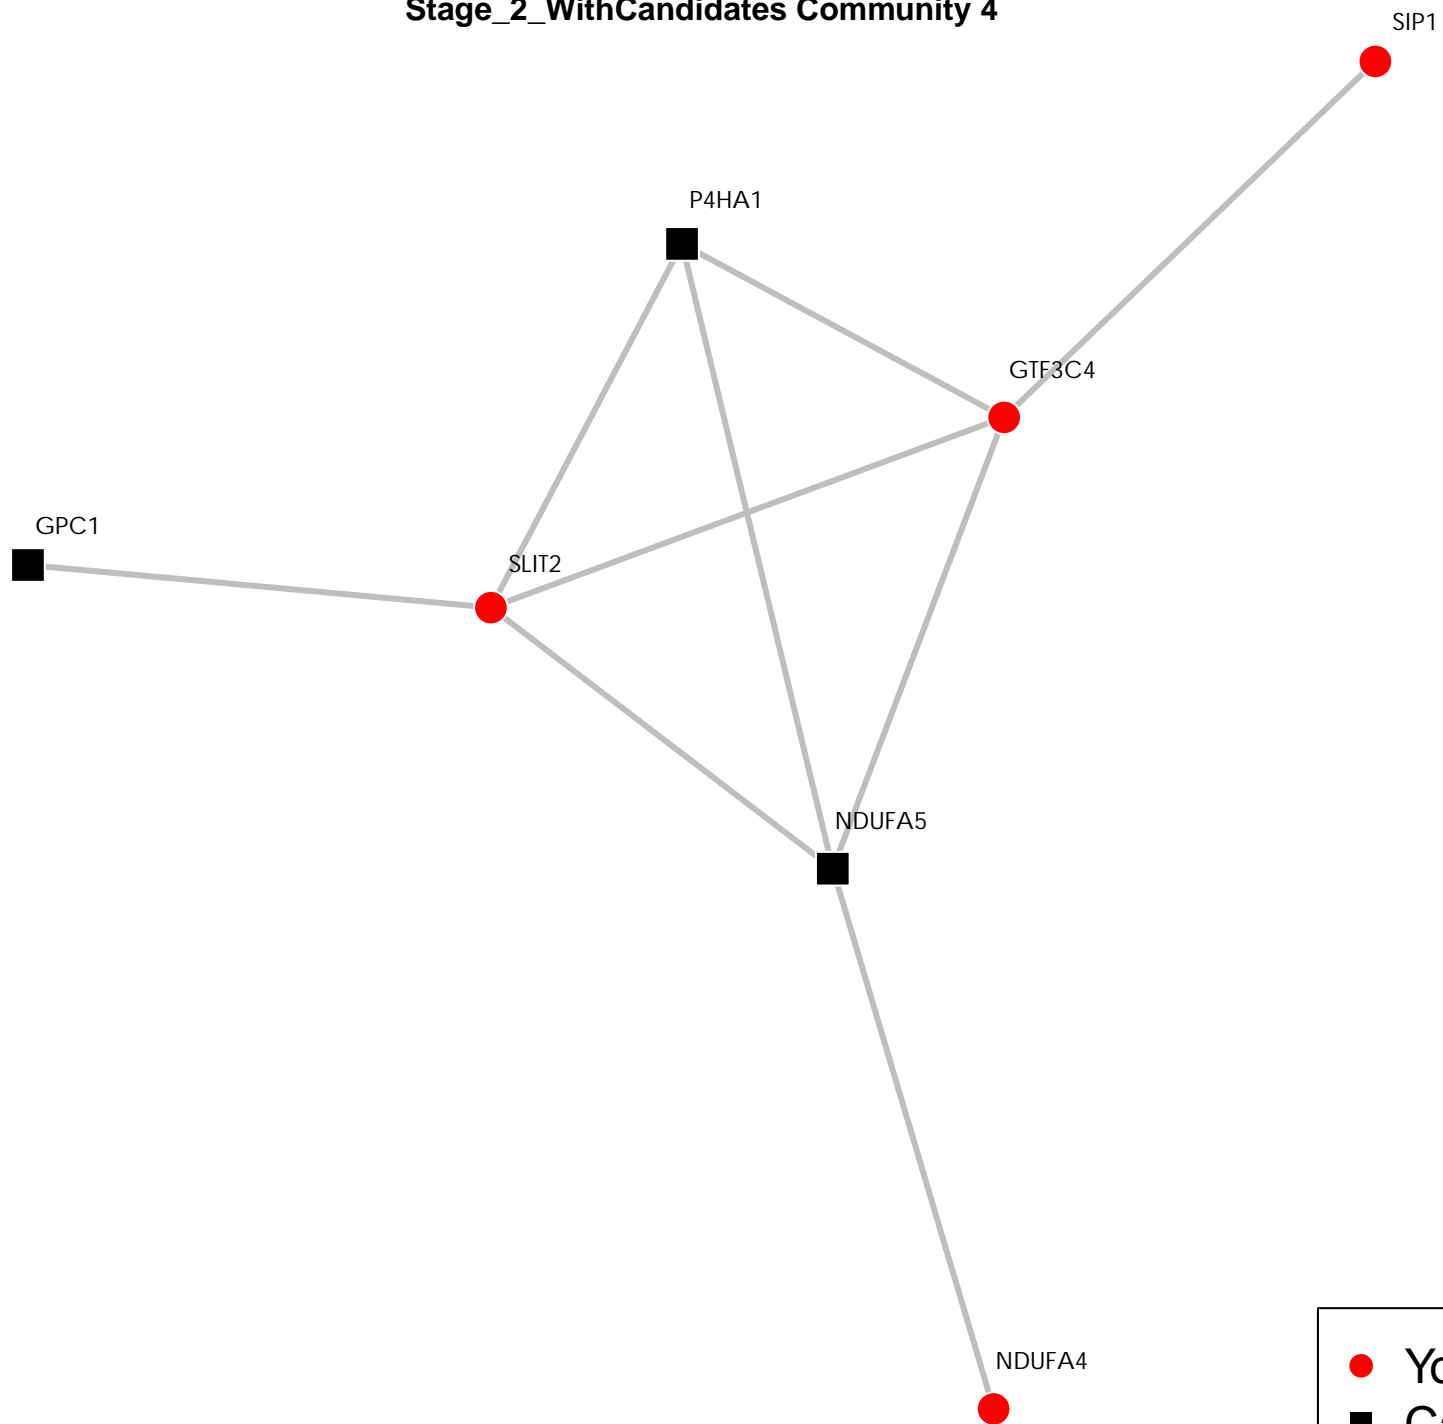 Stage_2_WithCandidates Community 4
SIP1
P4HA1
GTF3C4
GPC1
SLIT2
NDUFA5
NDUFA4